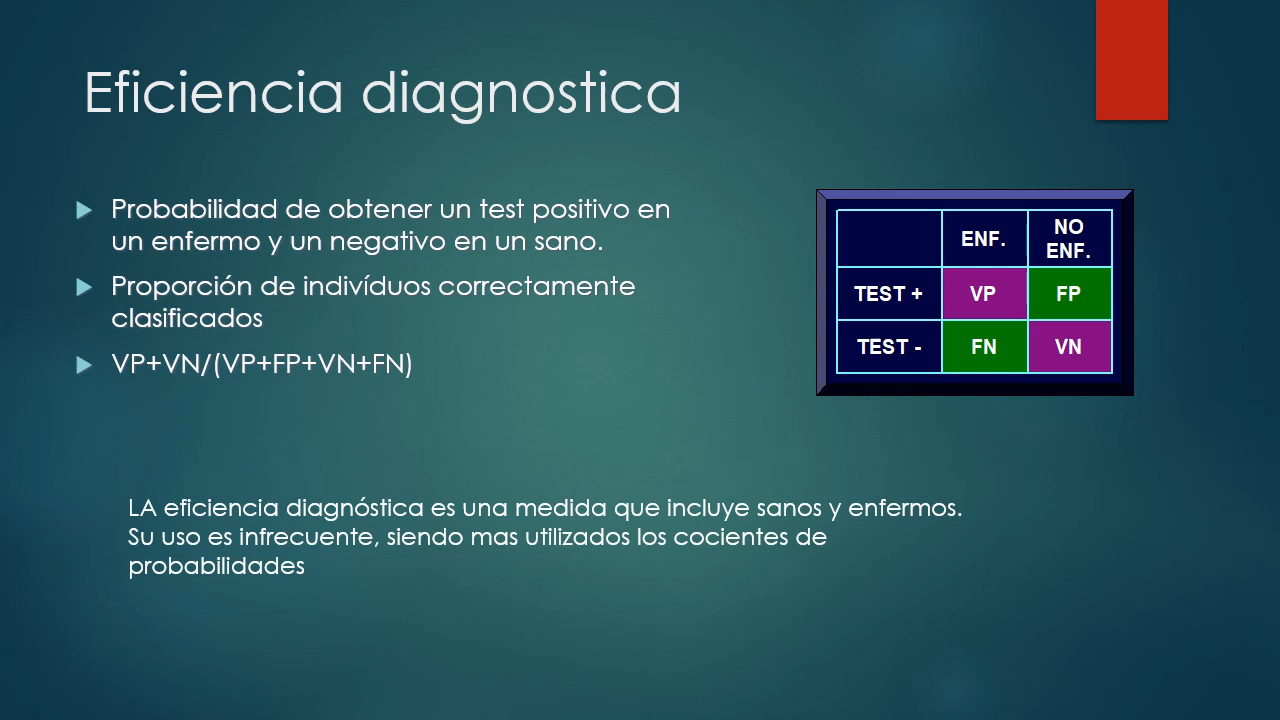 Eficiencia diagnostica
Probabilidad de obtener un test positivo en
un enfermo y un negativo en un sano.
Proporción de indivíduos correctamente
clasificados
VP+VN/(VP+FP+VN+FN)
ENF.
NO
ENF.
TEST +
VP
FP
TEST -
FN
VN
LA eficiencia diagnóstica es una medida que incluye sanos y enfermos.
Su uso es infrecuente, siendo mas utilizados los cocientes de
probabilidades